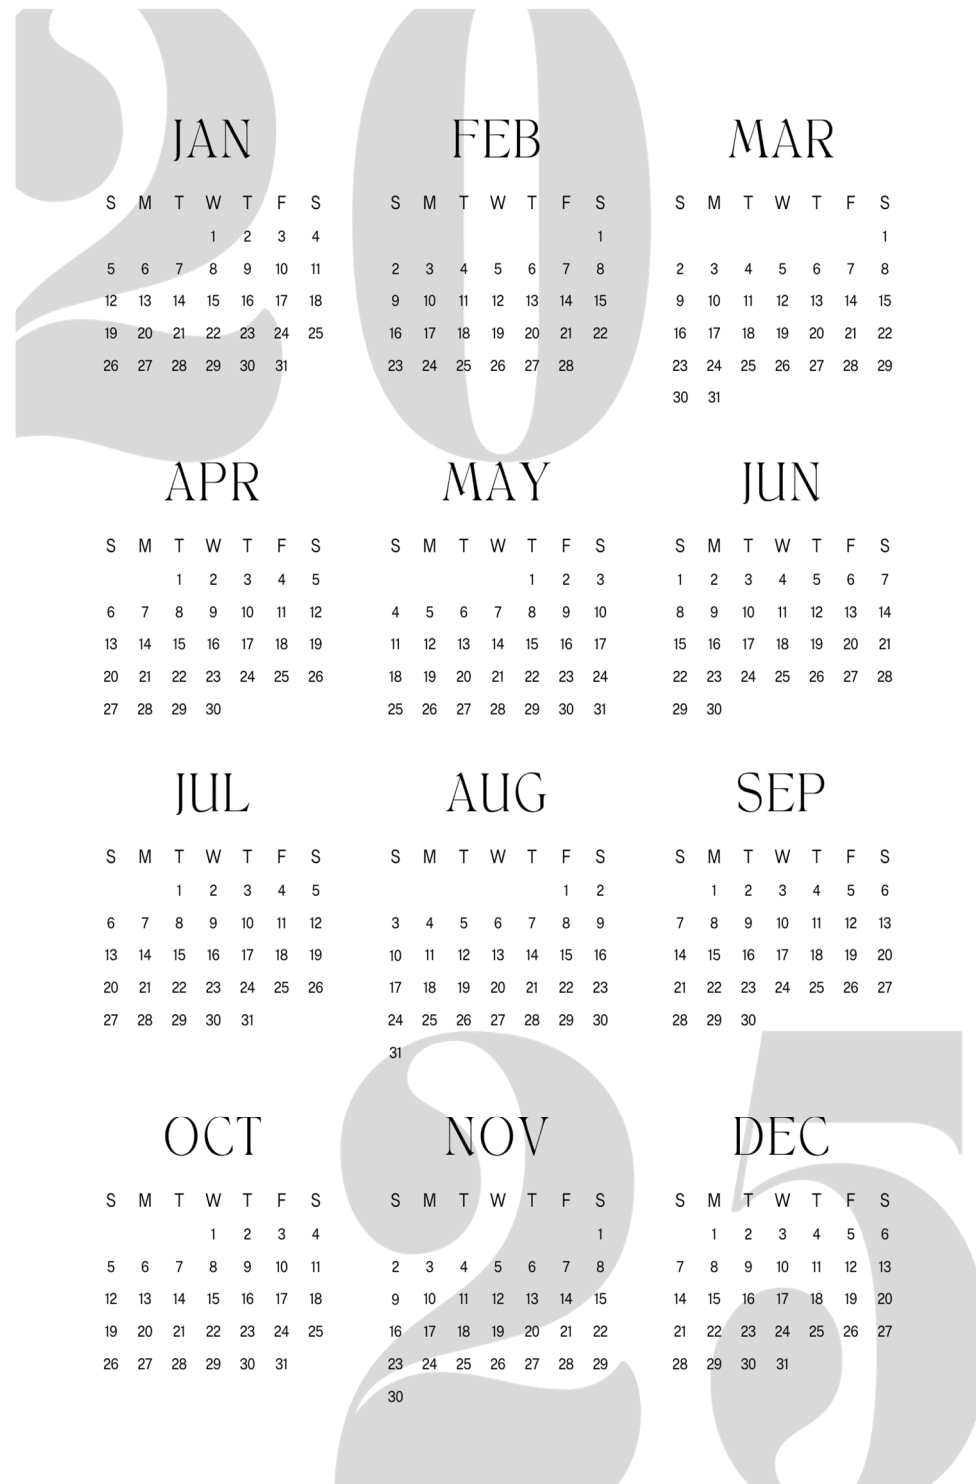 20
JAN
S M T W T F S
1 2 3 4
5 6 7 8 9 10 11
12 13 14 15 16 17 18
19 20 21 22 23 24 25
26 27 28 29 30 31
FEB
S M T W T F S
1
2 3 4 5 6 7 8
9 10 11 12 13 14 15
16 17 18 19 20 21 22
23 24 25 26 27 28
MAR
S M T W T F S
1
2 3 4 5 6 7 8
9 10 11 12 13 14 15
16 17 18 19 20 21 22
23 24 25 26 27 28 29
30 31
APR
S M T W T F S
1 2 3 4 5
6 7 8 9 10 11 12
13 14 15 16 17 18 19
20 21 22 23 24 25 26
27 28 29 30
MAY
S M T W T F S
1 2 3
4 5 6 7 8 9 10
11 12 13 14 15 16 17
18 19 20 21 22 23 24
25 26 27 28 29 30 31
JUN
S M T W T F S
1 2 3 4 5 6 7
8 9 10 11 12 13 14
15 16 17 18 19 20 21
22 23 24 25 26 27 28
29 30
JUL
S M T W T F S
1 2 3 4 5
6 7 8 9 10 11 12
13 14 15 16 17 18 19
20 21 22 23 24 25 26
27 28 29 30 31
AUG
S M T W T F S
1 2
3 4 5 6 7 8 9
10 11 12 13 14 15 16
17 18 19 20 21 22 23
24 25 26 27 28 29 30
31
SEP
S M T W T F S
1 2 3 4 5 6
7 8 9 10 11 12 13
14 15 16 17 18 19 20
21 22 23 24 25 26 27
28 29 30
25
OCT
S M T W T F S
1 2 3 4
5 6 7 8 9 10 11
12 13 14 15 16 17 18
19 20 21 22 23 24 25
26 27 28 29 30 31
NOV
S M T W T F S
1
2 3 4 5 6 7 8
9 10 11 12 13 14 15
16 17 18 19 20 21 22
23 24 25 26 27 28 29
30
DEC
S M T W T F S
1 2 3 4 5 6
7 8 9 10 11 12 13
14 15 16 17 18 19 20
21 22 23 24 25 26 27
28 29 30 31